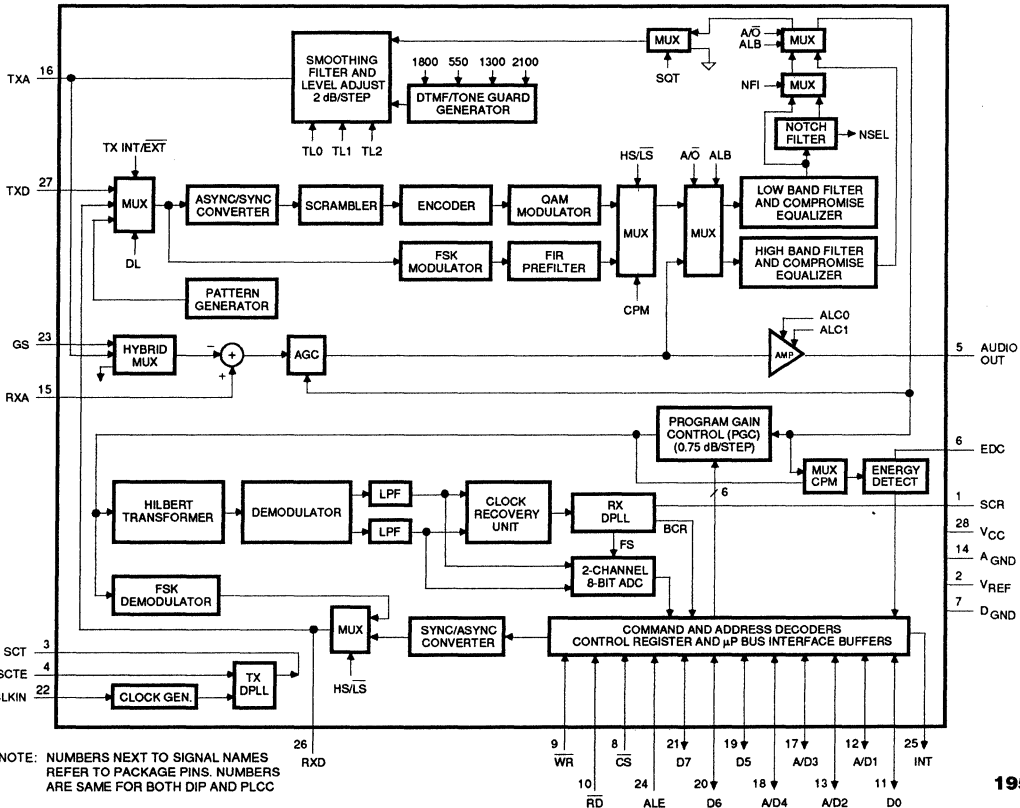 A/O̅
ALB
MUX
MUX
SQT
TXA 16
SMOOTHING
FILTER AND
LEVEL ADJUST
2 dB/STEP
1800 550 1300 2100
DTMF/TONE GUARD
GENERATOR
NFI
MUX
NOTCH
FILTER
NSEL
TL0 TL1 TL2
TX INT/E̅X̅T̅
HS/L̅S̅
A/O̅ ALB
TXD 27
MUX
ASYNC/SYNC
CONVERTER
SCRAMBLER
ENCODER
QAM
MODULATOR
MUX
MUX
LOW BAND FILTER
AND COMPROMISE
EQUALIZER
DL
FSK
MODULATOR
FIR
PREFILTER
HIGH BAND FILTER
AND COMPROMISE
EQUALIZER
PATTERN
GENERATOR
CPM
ALC0
ALC1
GS 23
HYBRID
MUX
−
+
+
AGC
AMP
5 AUDIO
OUT
RXA 15
PROGRAM GAIN
CONTROL (PGC)
(0.75 dB/STEP)
6 EDC
MUX
CPM
ENERGY
DETECT
6
HILBERT
TRANSFORMER
DEMODULATOR
LPF
LPF
CLOCK
RECOVERY
UNIT
RX
DPLL
BCR
FS
1 SCR
28 VCC
14 AGND
2 VREF
7 DGND
2-CHANNEL
8-BIT ADC
FSK
DEMODULATOR
MUX
HS/L̅S̅
SYNC/ASYNC
CONVERTER
COMMAND AND ADDRESS DECODERS
CONTROL REGISTER AND µP BUS INTERFACE BUFFERS
SCT 3
SCTE 4
LKIN 22
CLOCK GEN.
TX
DPLL
26
RXD
9 8 21 19 17 12 25
W̅R̅ C̅S̅ D7 D5 A/D3 A/D1 INT
10 24 20 18 13 11
R̅D̅ ALE D6 A/D4 A/D2 D0
NOTE: NUMBERS NEXT TO SIGNAL NAMES
REFER TO PACKAGE PINS. NUMBERS
ARE SAME FOR BOTH DIP AND PLCC
195